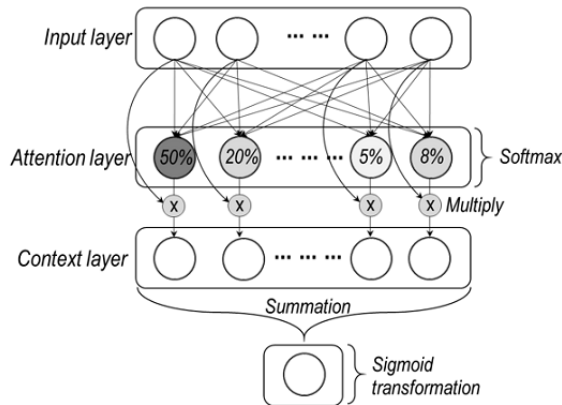 Input layer ... ...
Attention layer 50% 20% ... ... ... 5% 8% Softmax
x x x x Multiply
Context layer ... ... ...
Summation
Sigmoid
transformation